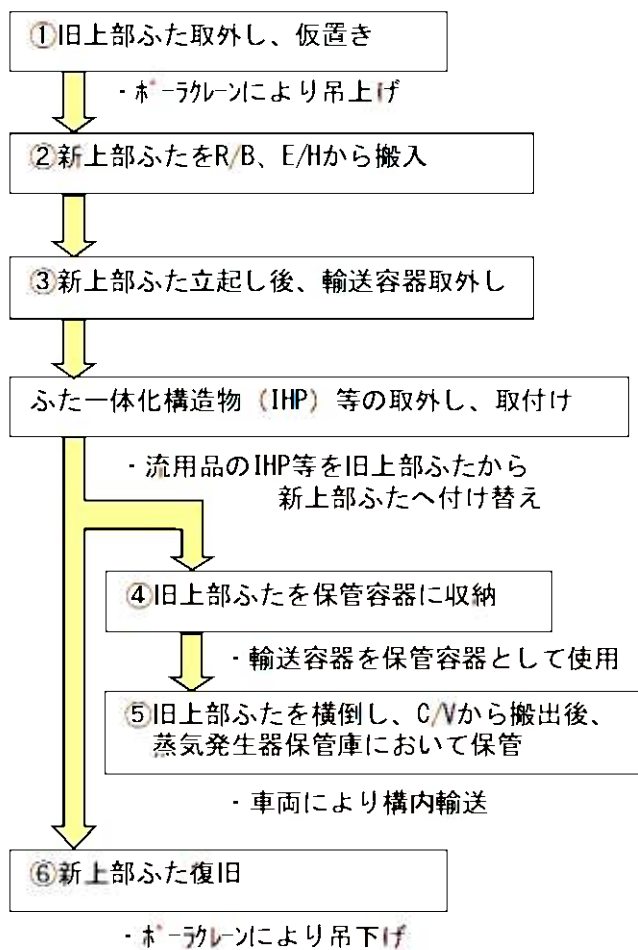 ①旧上部ふた取外し、仮置き
・ﾎﾟｰﾗｸﾚｰﾝにより吊上げ
②新上部ふたをR/B、E/Hから搬入
③新上部ふた立起し後、輸送容器取外し
ふた一体化構造物（IHP）等の取外し、取付け
・流用品のIHP等を旧上部ふたから
新上部ふたへ付け替え
④旧上部ふたを保管容器に収納
・輸送容器を保管容器として使用
⑤旧上部ふたを横倒し、C/Vから搬出後、
蒸気発生器保管庫において保管
・車両により構内輸送
⑥新上部ふた復旧
・ﾎﾟｰﾗｸﾚｰﾝにより吊下げ